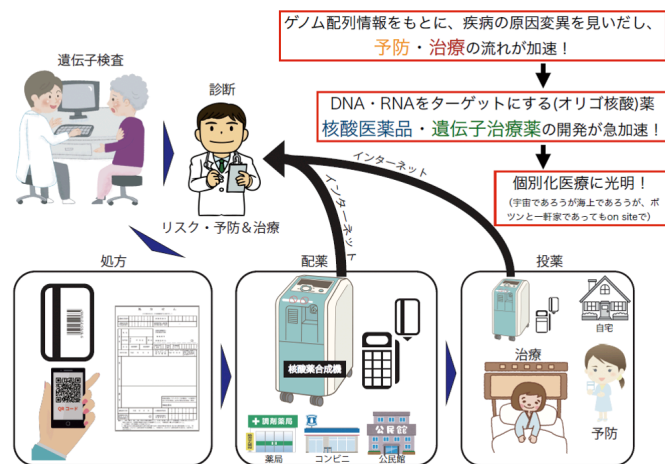 ゲノム配列情報をもとに、疾病の原因変異を見いだし、
予防・治療の流れが加速！
遺伝子検査
診断
DNA・RNAをターゲットにする(オリゴ核酸)薬
核酸医薬品・遺伝子治療薬の開発が急加速！
インターネット
インターネット
個別化医療に光明！
（宇宙であろうが海上であろうが、ポ
ツンと一軒家であってもon siteで）
リスク・予防＆治療
処方
配薬
投薬
自宅
治療
核酸薬合成機
QRコード
調剤薬局
公民館
予防
薬局
コンビニ
公民館